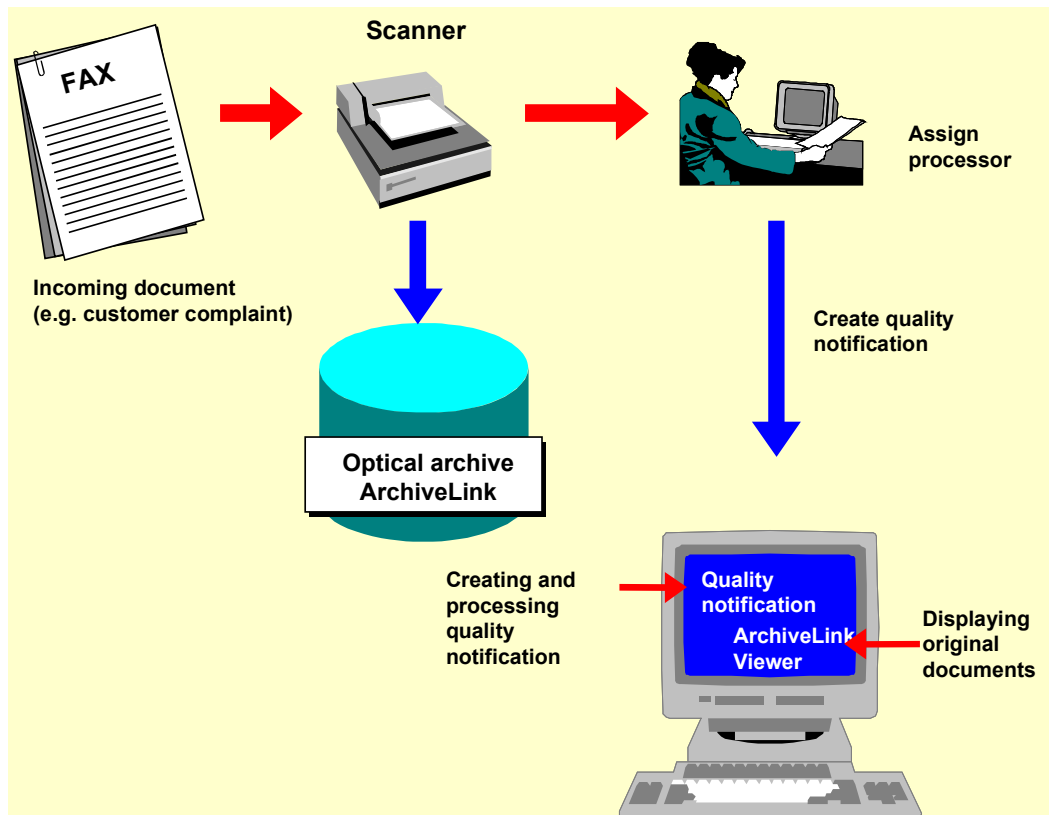 Scanner
FAX
Assign
processor
Incoming document
(e.g. customer complaint)
Create quality
notification
Optical archive
ArchiveLink
Creating and
processing
quality
notification
Quality
notification
ArchiveLink
Viewer
Displaying
original
documents